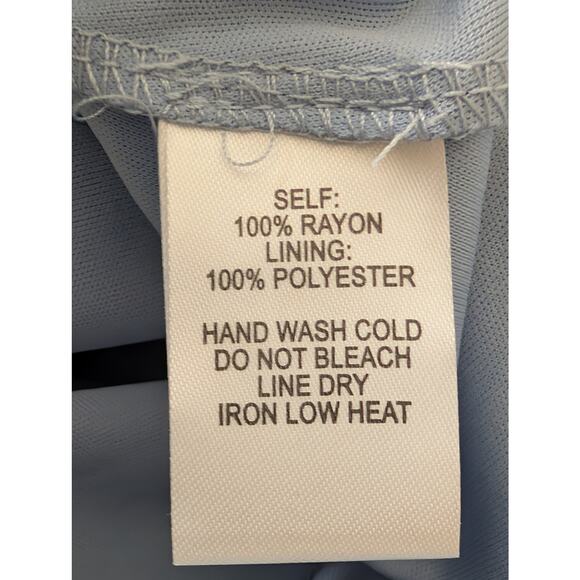 SELF:
100% RAYON
LINING:
100% POLYESTER
HAND WASH COLD
DO NOT BLEACH
LINE DRY
IRON LOW HEAT